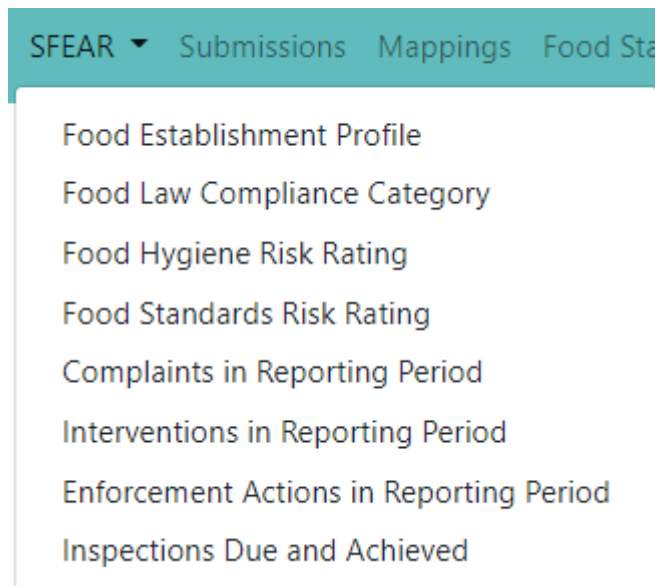 SFEAR Submissions Mappings Food Sta
Food Establishment Profile
Food Law Compliance Category
Food Hygiene Risk Rating
Food Standards Risk Rating
Complaints in Reporting Period
Interventions in Reporting Period
Enforcement Actions in Reporting Period
Inspections Due and Achieved